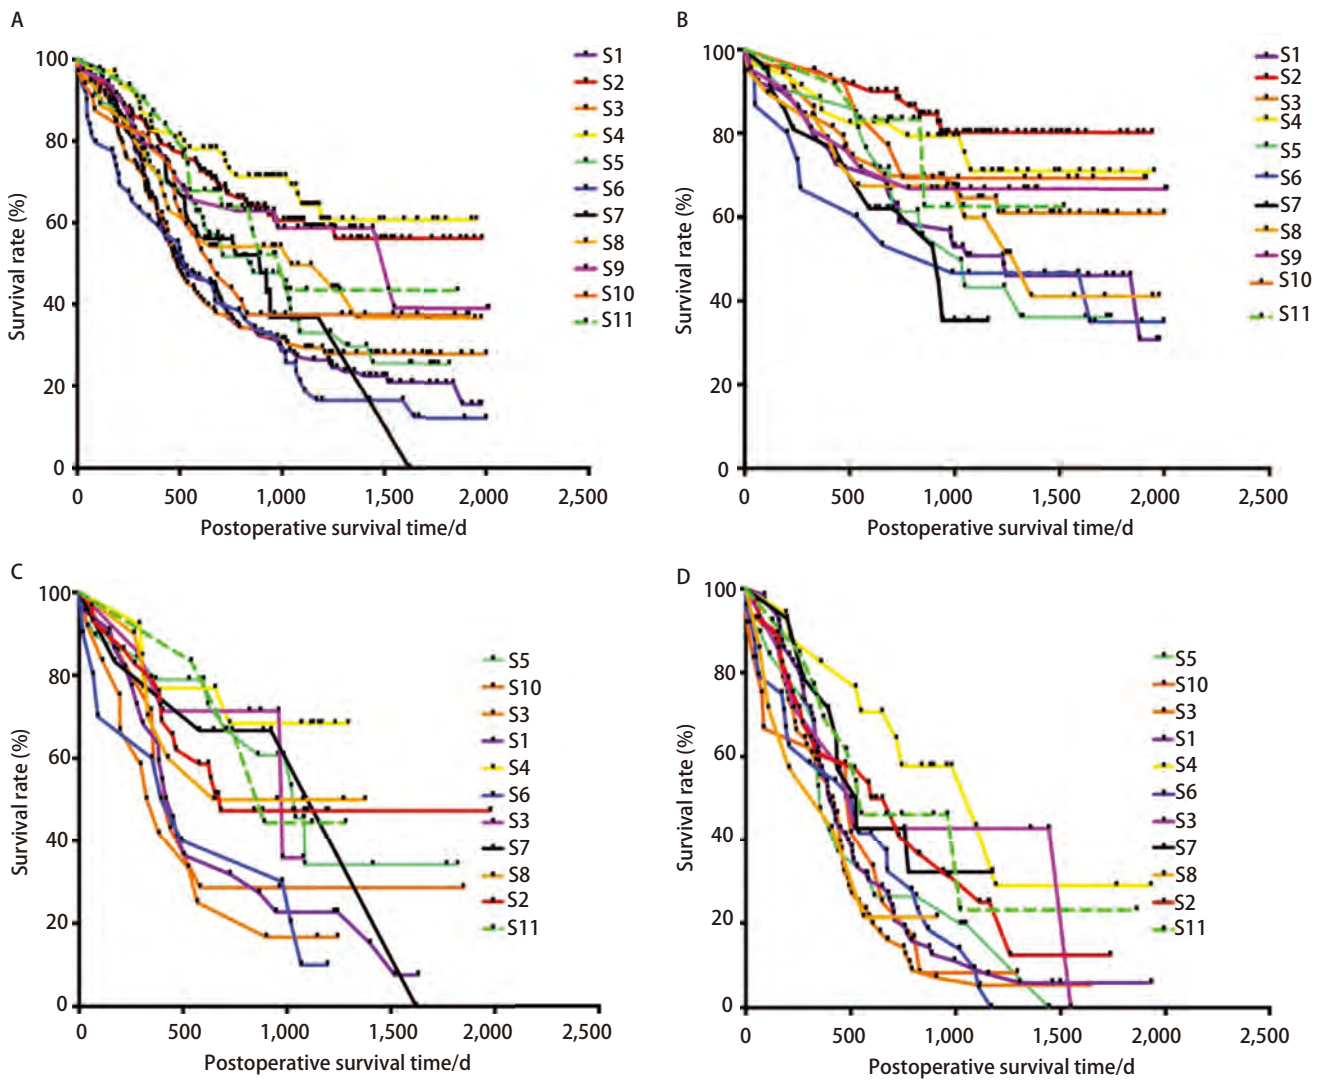 A
B
100
80
60
40
20
0
Survival rate (%)
0 500 1,000 1,500 2,000 2,500
Postoperative survival time/d
S1
S2
S3
S4
S5
S6
S7
S8
S9
S10
S11
100
80
60
40
20
0
Survival rate (%)
0 500 1,000 1,500 2,000 2,500
Postoperative survival time/d
S1
S2
S3
S4
S5
S6
S7
S8
S9
S10
S11
C
D
100
80
60
40
20
0
Survival rate (%)
0 500 1,000 1,500 2,000 2,500
Postoperative survival time/d
S5
S10
S3
S1
S4
S6
S3
S7
S8
S2
S11
100
80
60
40
20
0
Survival rate (%)
0 500 1,000 1,500 2,000 2,500
Postoperative survival time/d
S5
S10
S3
S1
S4
S6
S3
S7
S8
S2
S11